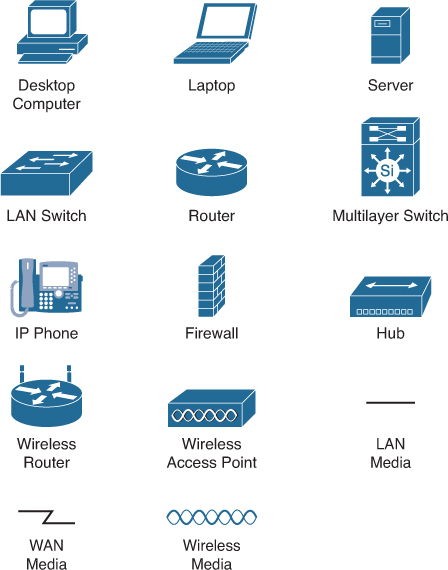 Desktop
Computer
Laptop
Server
LAN Switch
Router
Si
Multilayer Switch
IP Phone
Firewall
Hub
Wireless
Router
Wireless
Access Point
LAN
Media
WAN
Media
Wireless
Media